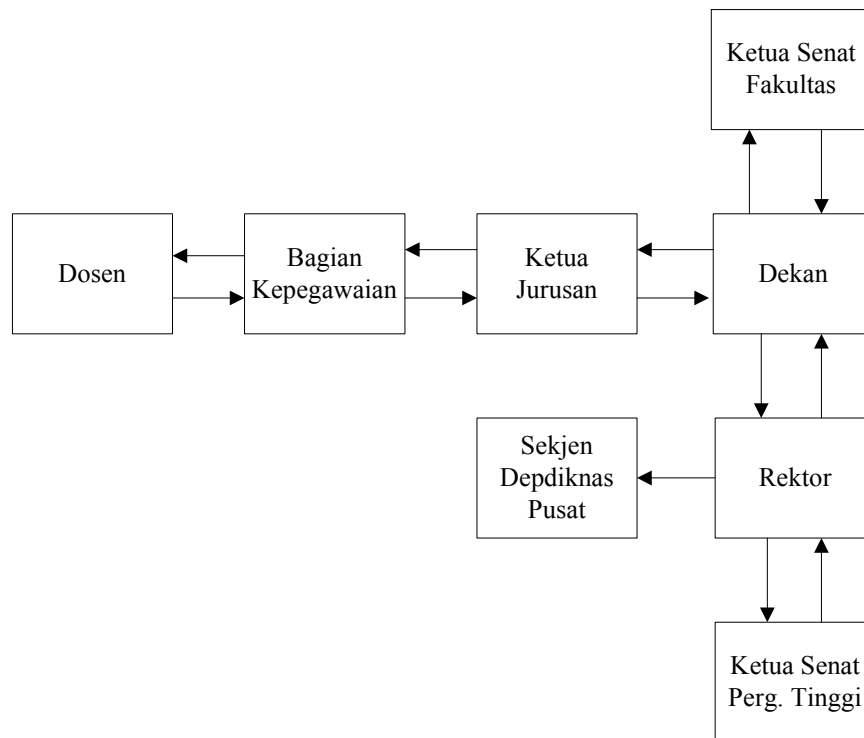 Ketua Senat
Fakultas
Dosen
Bagian
Kepegawaian
Ketua
Jurusan
Dekan
Sekjen
Depdiknas
Pusat
Rektor
Ketua Senat
Perg. Tinggi